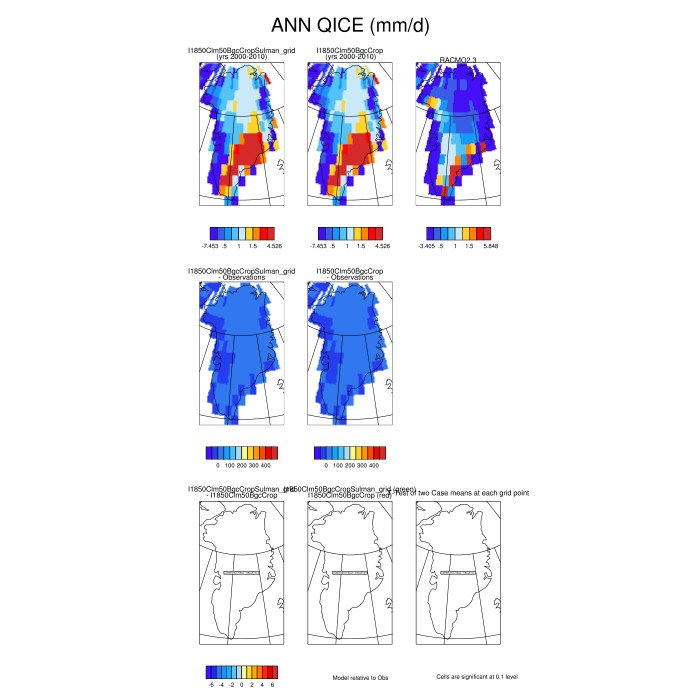 ANN QICE (mm/d)
I1850Clm50BgcCropSulman_grid
(yrs 2000-2010)
I1850Clm50BgcCrop
(yrs 2000-2010)
RACMO2.3
-7.453 .5 1 1.5 4.526
-7.453 .5 1 1.5 4.526
-3.405 .5 1 1.5 5.848
I1850Clm50BgcCropSulman_grid
- Observations
I1850Clm50BgcCrop
- Observations
0 100 200 300 400
0 100 200 300 400
I1850Clm50BgcCropSulman_grid
- I1850Clm50BgcCrop
I1850Clm50BgcCropSulman_grid (green)
I1850Clm50BgcCrop (red)
Test of two Case means at each grid point
-6 -4 -2 0 2 4 6
Model relative to Obs
Cells are significant at 0.1 level